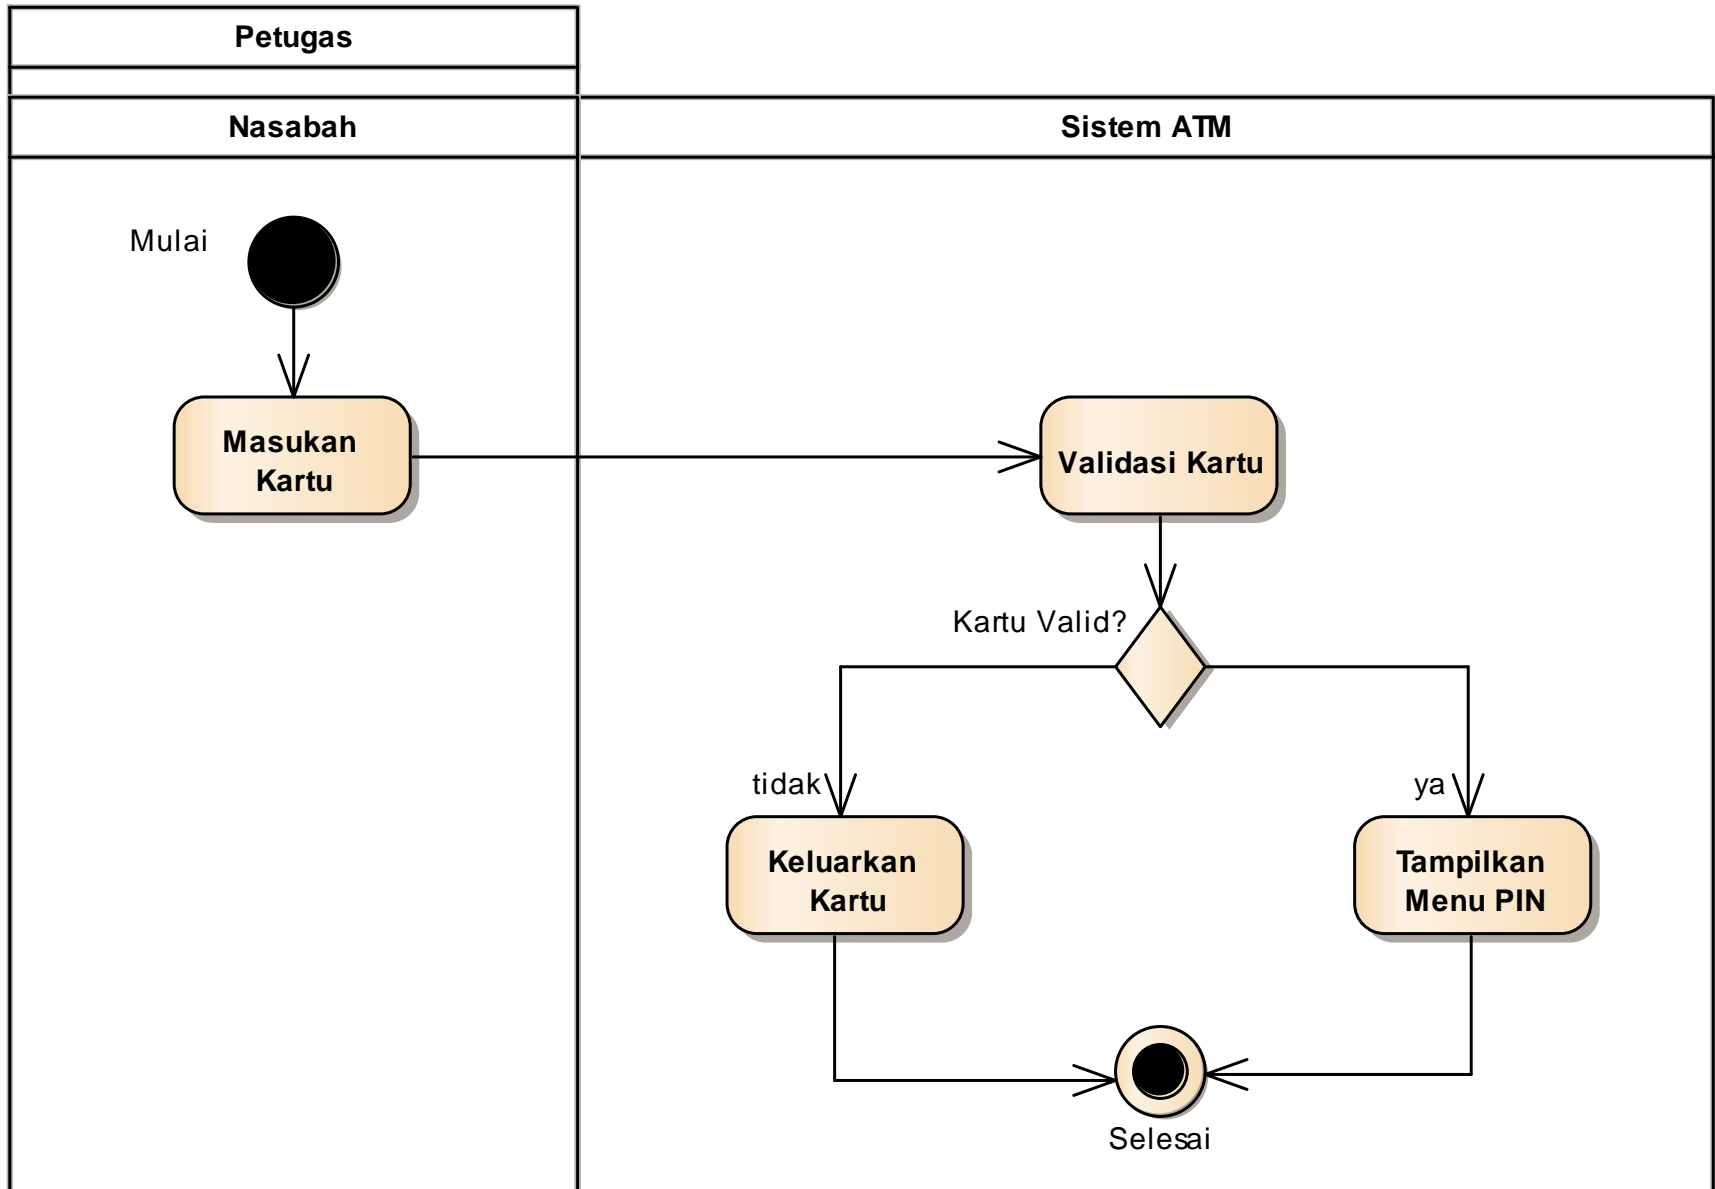 Petugas
Nasabah
Sistem ATM
Mulai
Masukan
Kartu
Validasi Kartu
Kartu Valid?
tidak
ya
Keluarkan
Kartu
Tampilkan
Menu PIN
Selesai